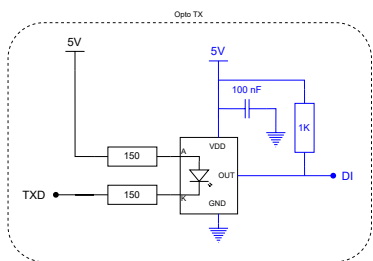 Opto TX
5V
5V
100 nF
1K
VDD
150
A
OUT
DI
TXD
150
K
GND